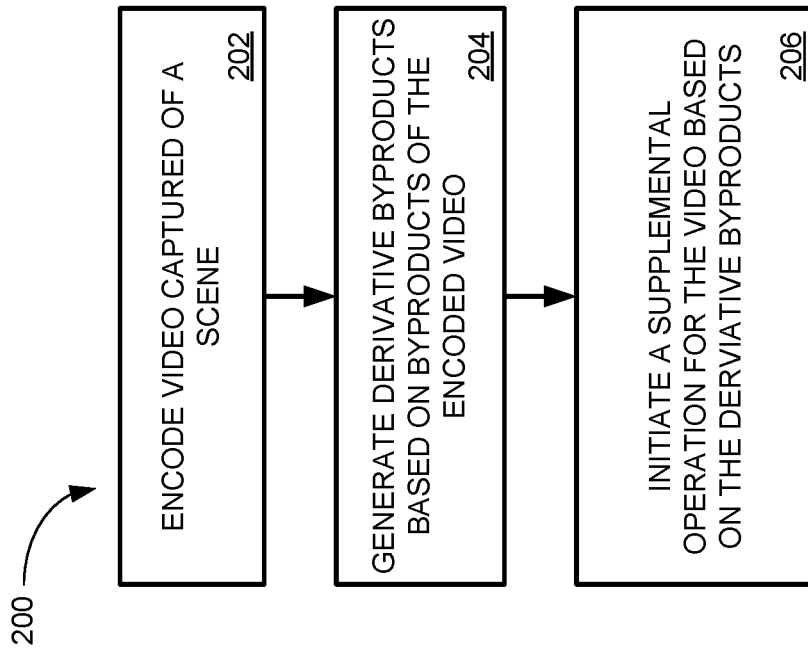 200
ENCODE VIDEO CAPTURED OF A
SCENE
202
GENERATE DERIVATIVE BYPRODUCTS
BASED ON BYPRODUCTS OF THE
ENCODED VIDEO
204
INITIATE A SUPPLEMENTAL
OPERATION FOR THE VIDEO BASED
ON THE DERVIATIVE BYPRODUCTS
206